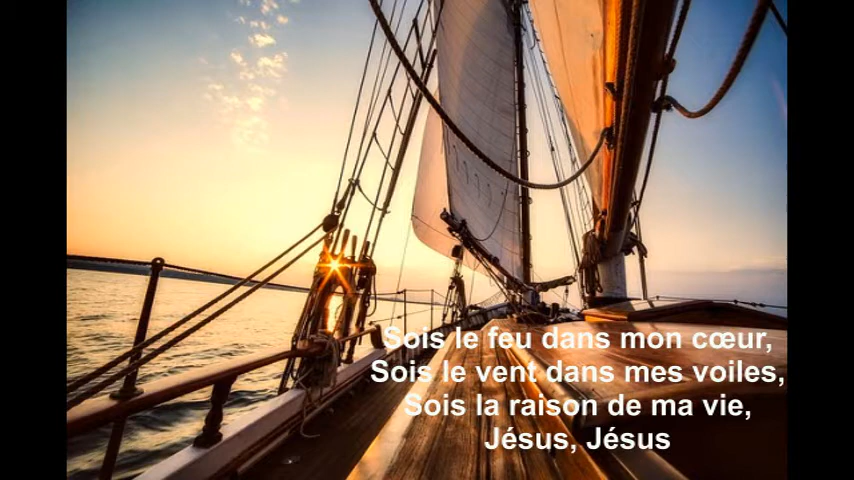 Sois le feu dans mon cœur,
Sois le vent dans mes voiles,
Sois la raison de ma vie,
Jésus, Jésus